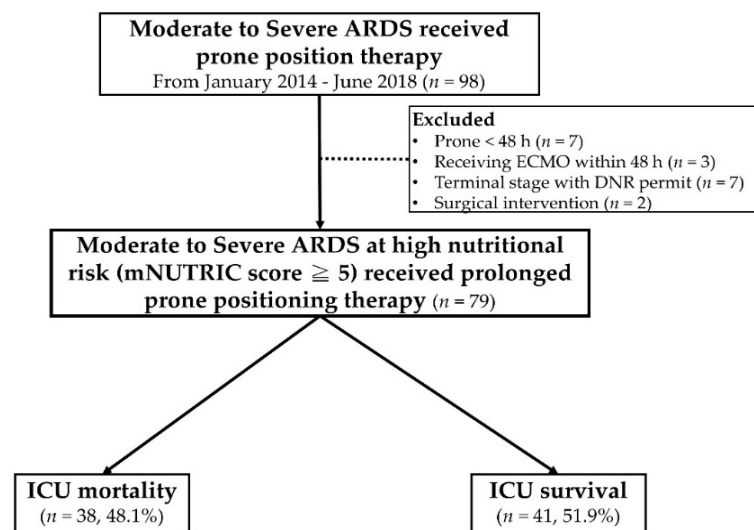 Moderate to Severe ARDS received
prone position therapy
From January 2014 - June 2018 (n = 98)
Excluded
• Prone < 48 h (n = 7)
• Receiving ECMO within 48 h (n = 3)
• Terminal stage with DNR permit (n = 7)
• Surgical intervention (n = 2)
Moderate to Severe ARDS at high nutritional
risk (mNUTRIC score ≧ 5) received prolonged
prone positioning therapy (n = 79)
ICU mortality
(n = 38, 48.1%)
ICU survival
(n = 41, 51.9%)